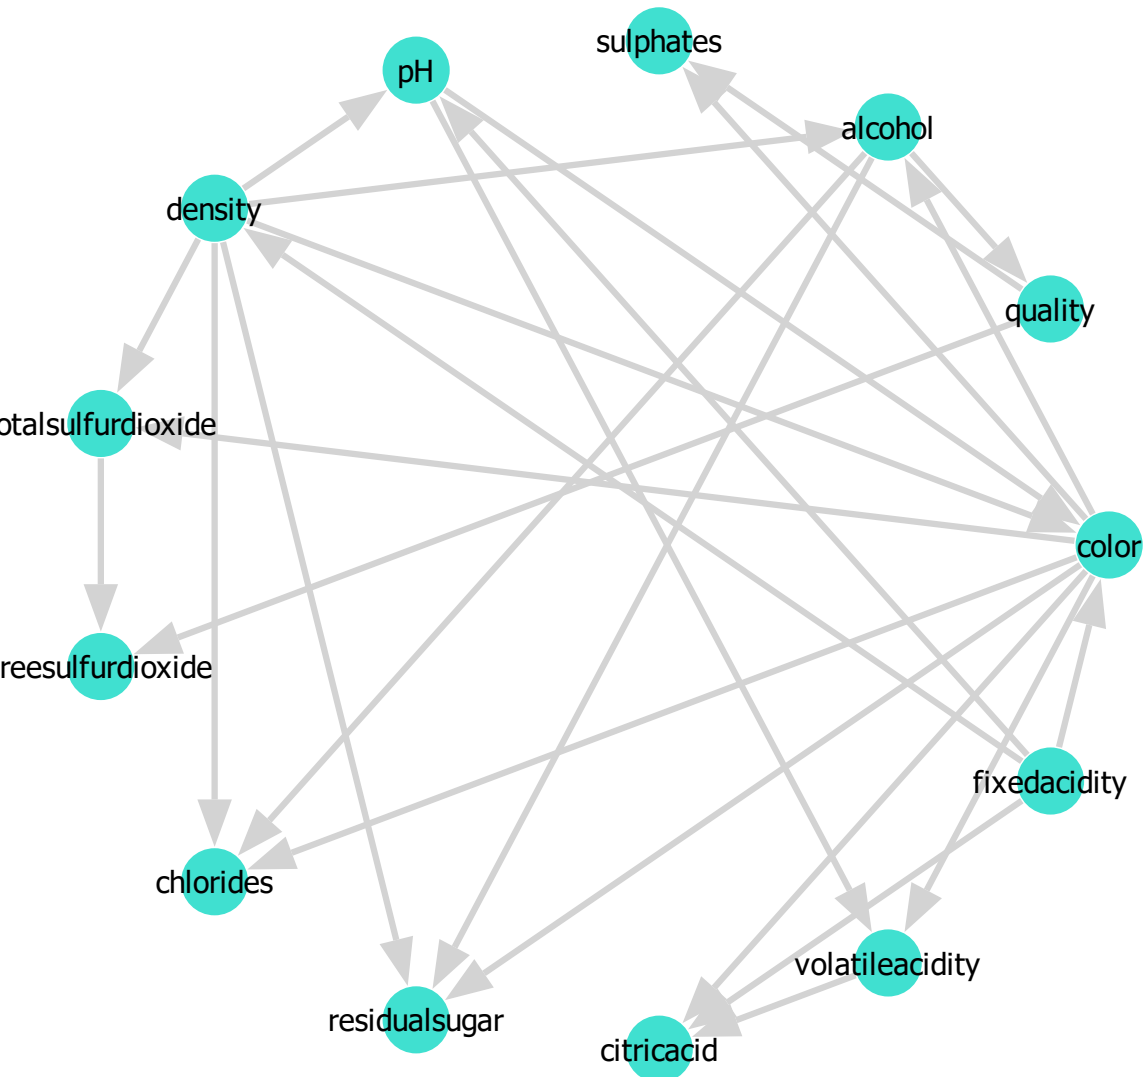 sulphates
pH
alcohol
density
quality
otalsulfurdioxide
color
reesulfurdioxide
fixedacidity
chlorides
volatileacidity
residualsugar
citricacid